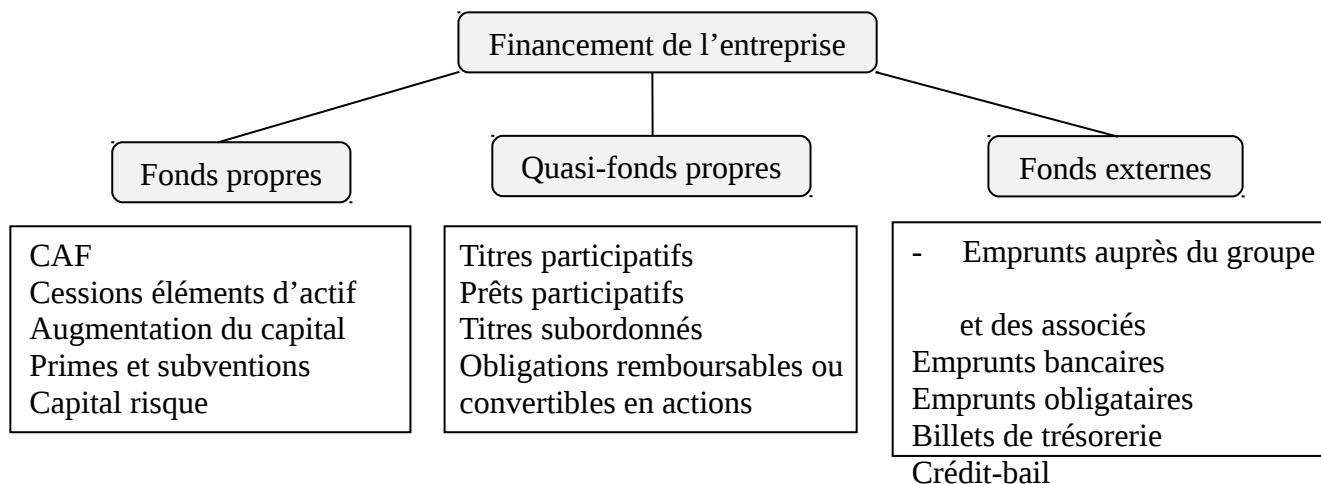 Financement de l’entreprise
Fonds propres
Quasi-fonds propres
Fonds externes
CAF
Cessions éléments d’actif
Augmentation du capital
Primes et subventions
Capital risque
Titres participatifs
Prêts participatifs
Titres subordonnés
Obligations remboursables ou
convertibles en actions
- Emprunts auprès du groupe
et des associés
Emprunts bancaires
Emprunts obligataires
Billets de trésorerie
Crédit-bail